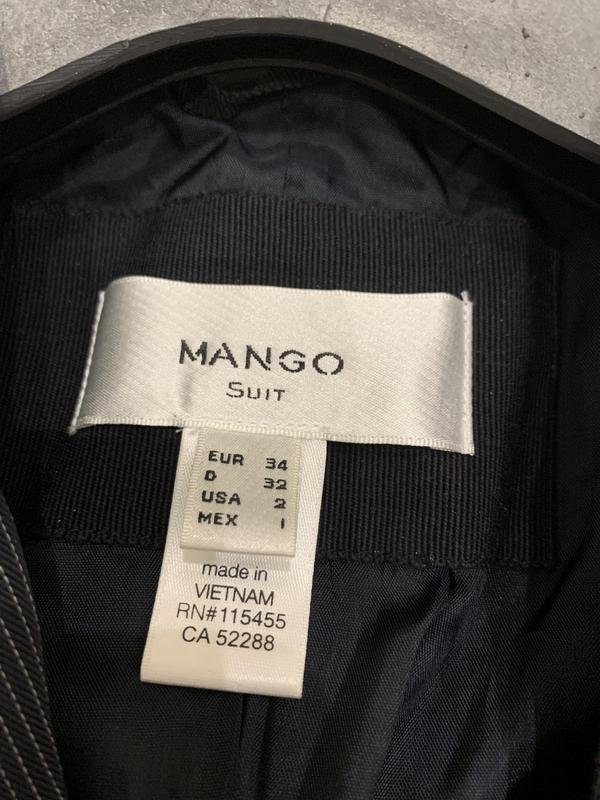 MANGO
SUIT
EUR 34
D 32
USA 2
MEX 1
made in
VIETNAM
RN#115455
CA 52288